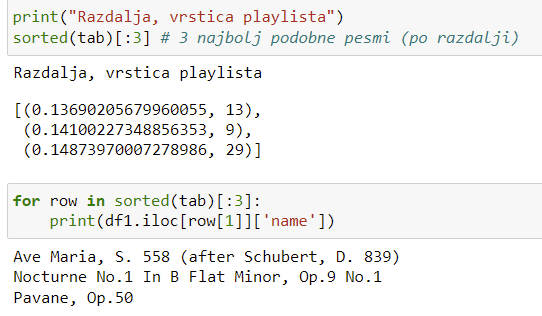 print("Razdalja, vrstica playlista")
sorted(tab)[:3] # 3 najbolj podobne pesmi (po razdalji)
Razdalja, vrstica playlista
[(0.13690205679960055, 13),
(0.14100227348856353, 9),
(0.14873970007278986, 29)]
for row in sorted(tab)[:3]:
print(df1.iloc[row[1]]['name'])
Ave Maria, S. 558 (after Schubert, D. 839)
Nocturne No.1 In B Flat Minor, Op.9 No.1
Pavane, Op.50